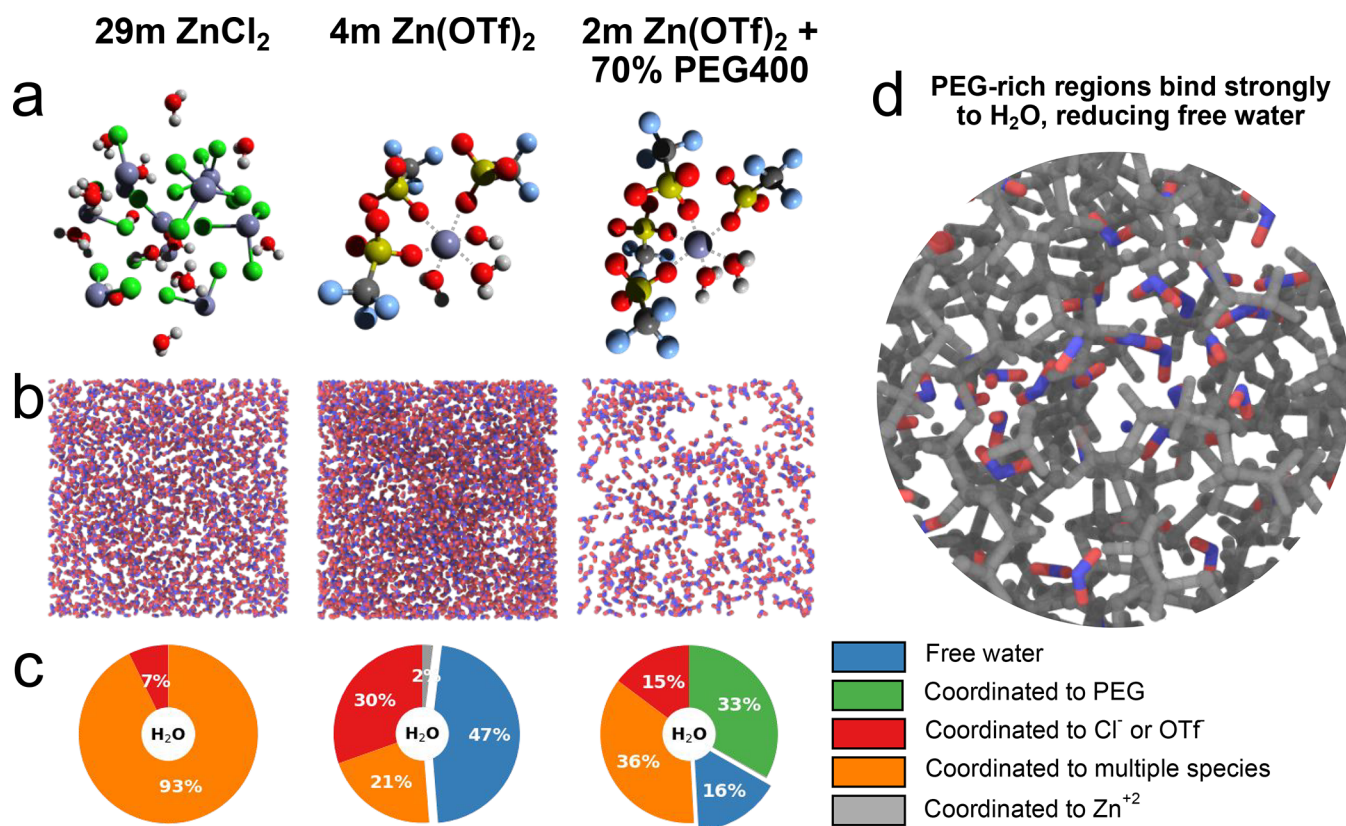 29m ZnCl₂
4m Zn(OTf)₂
2m Zn(OTf)₂ +
70% PEG400
a
d
PEG-rich regions bind strongly
to H₂O, reducing free water
b
c
7%
H₂O
93%
2%
30%
H₂O
47%
21%
15%
33%
H₂O
36%
16%
Free water
Coordinated to PEG
Coordinated to Cl⁻ or OTf⁻
Coordinated to multiple species
Coordinated to Zn⁺²